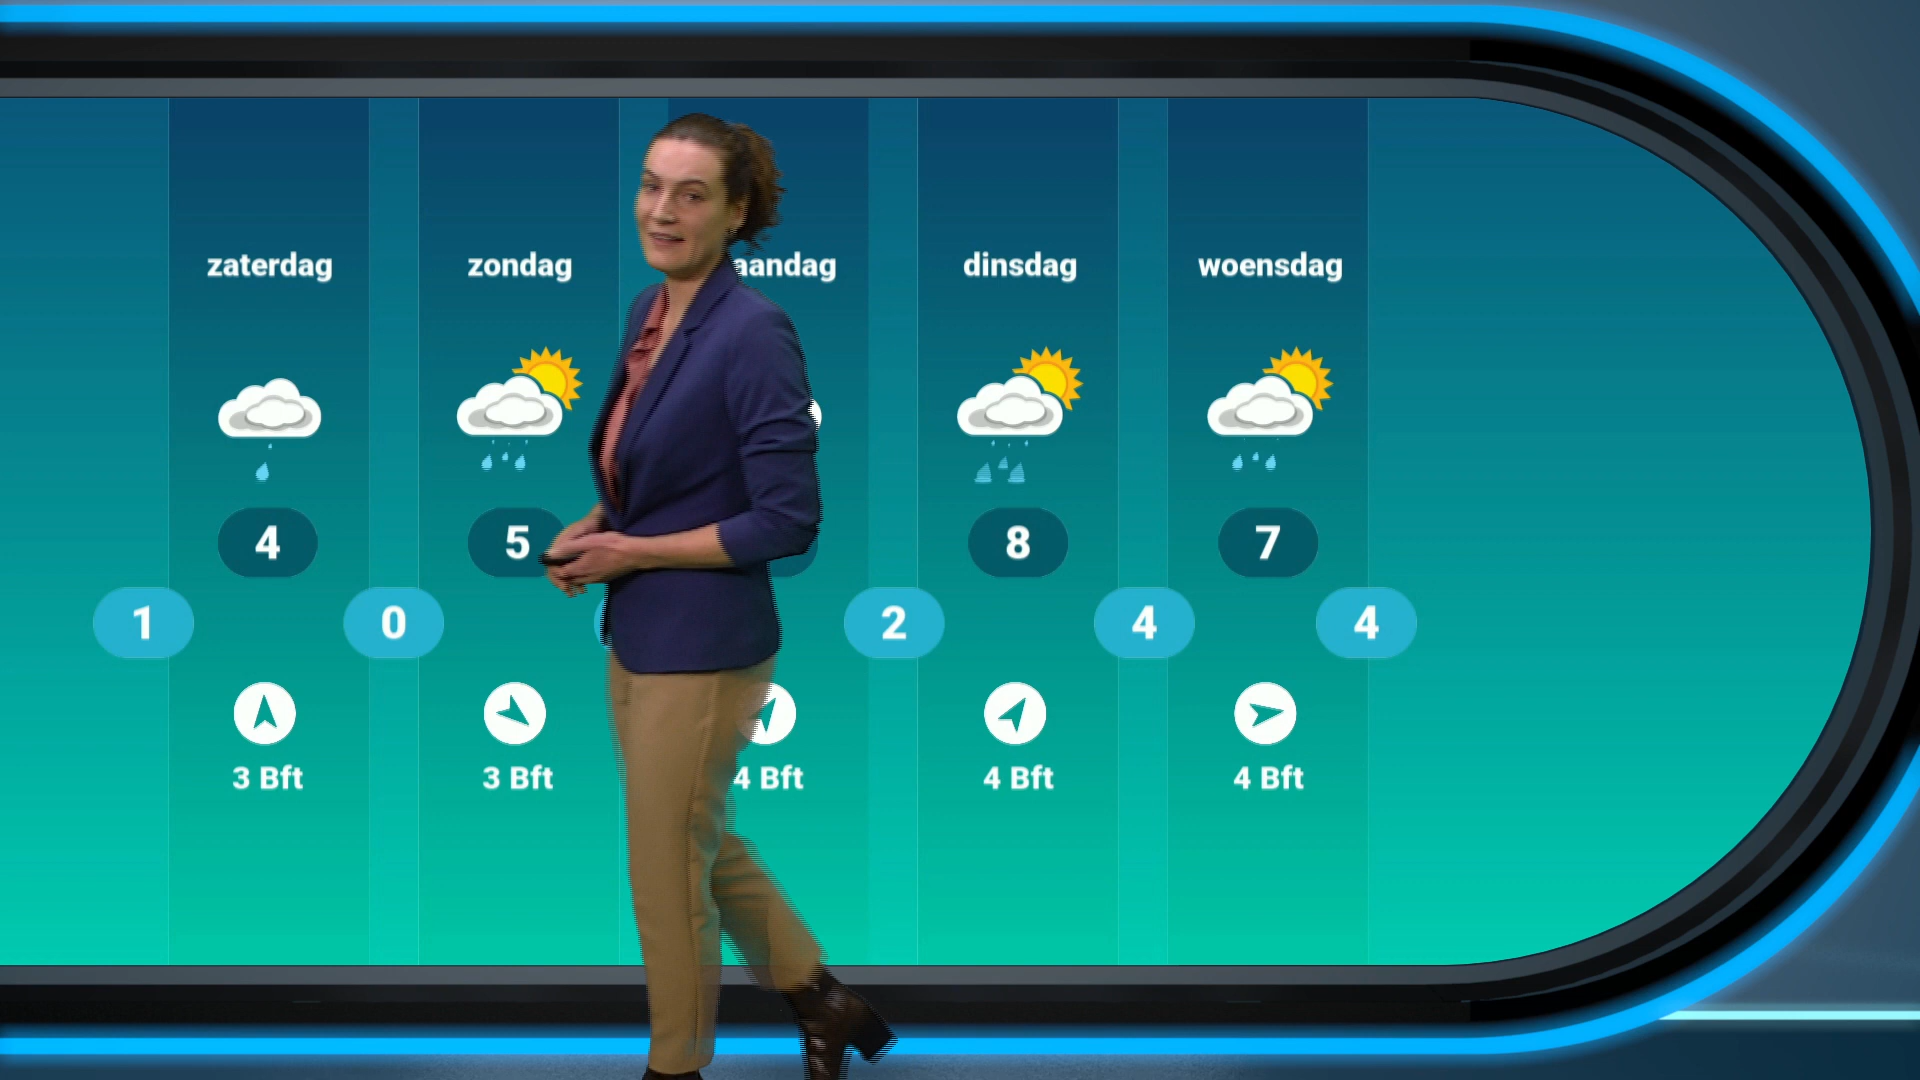 zaterdag zondag aandag dinsdag woensdag
4 5 8 7
1 0 2 4 4
3 Bft 3 Bft 4 Bft 4 Bft 4 Bft